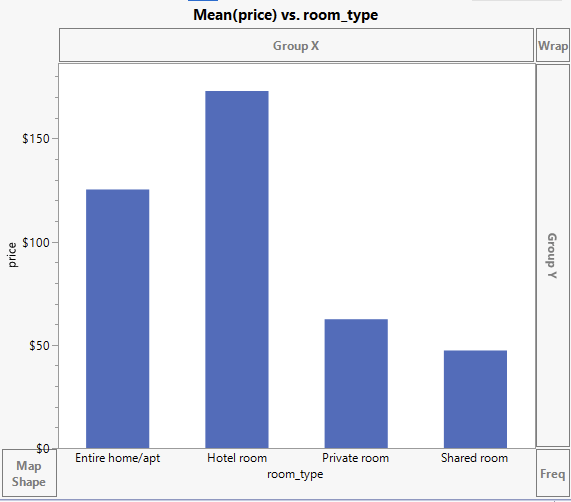 Mean(price) vs. room_type
Group X
Wrap
$150
$100
$50
$0
price
Group Y
Entire home/apt
Hotel room
Private room
Shared room
room_type
Map
Shape
Freq